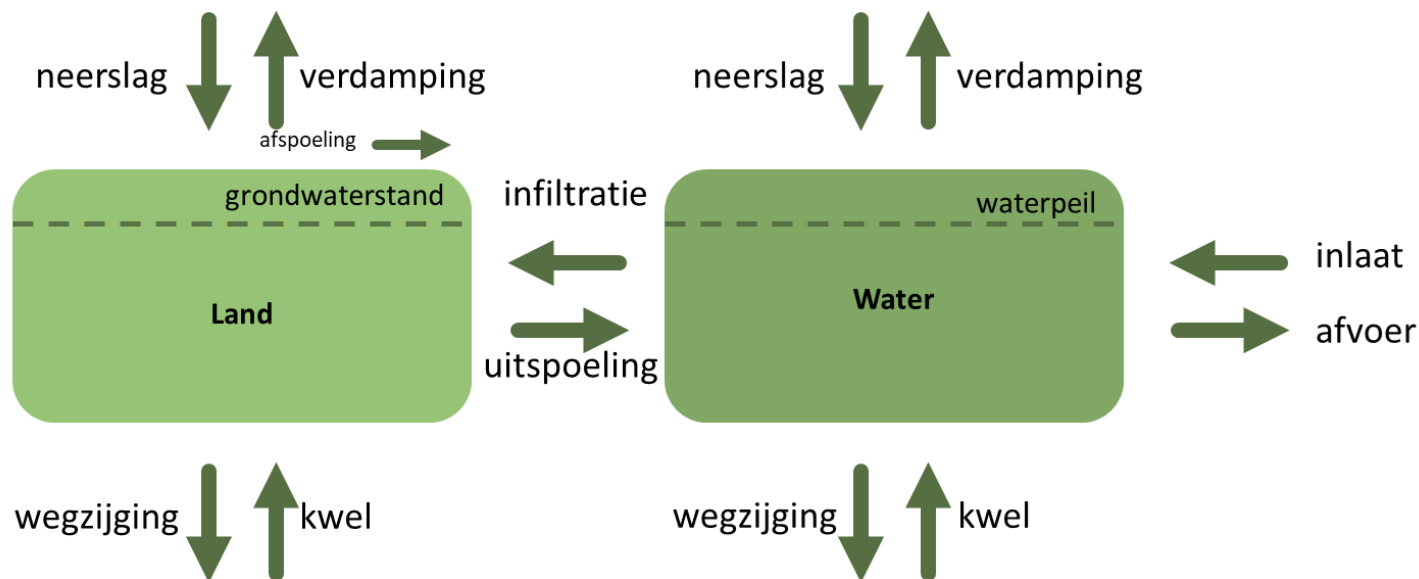 neerslag
verdamping
neerslag
verdamping
afspoeling
grondwaterstand
infiltratie
waterpeil
inlaat
Land
Water
afvoer
uitspoeling
wegzijging
kwel
wegzijging
kwel